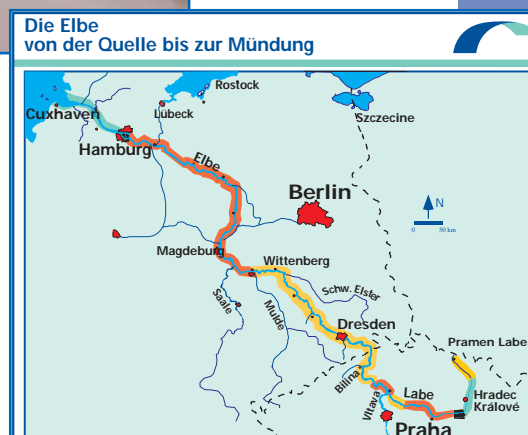 Die Elbe
von der Quelle bis zur Mündung
Rostock
Cuxhaven
Lübeck
Szczecine
Hamburg
Elbe
Berlin
N
0 50 km
Magdeburg
Wittenberg
Schw. Elster
Saale
Mulde
Dresden
Pramen Labe
Bilina
Labe
Hradec
Králové
Vltava
Praha